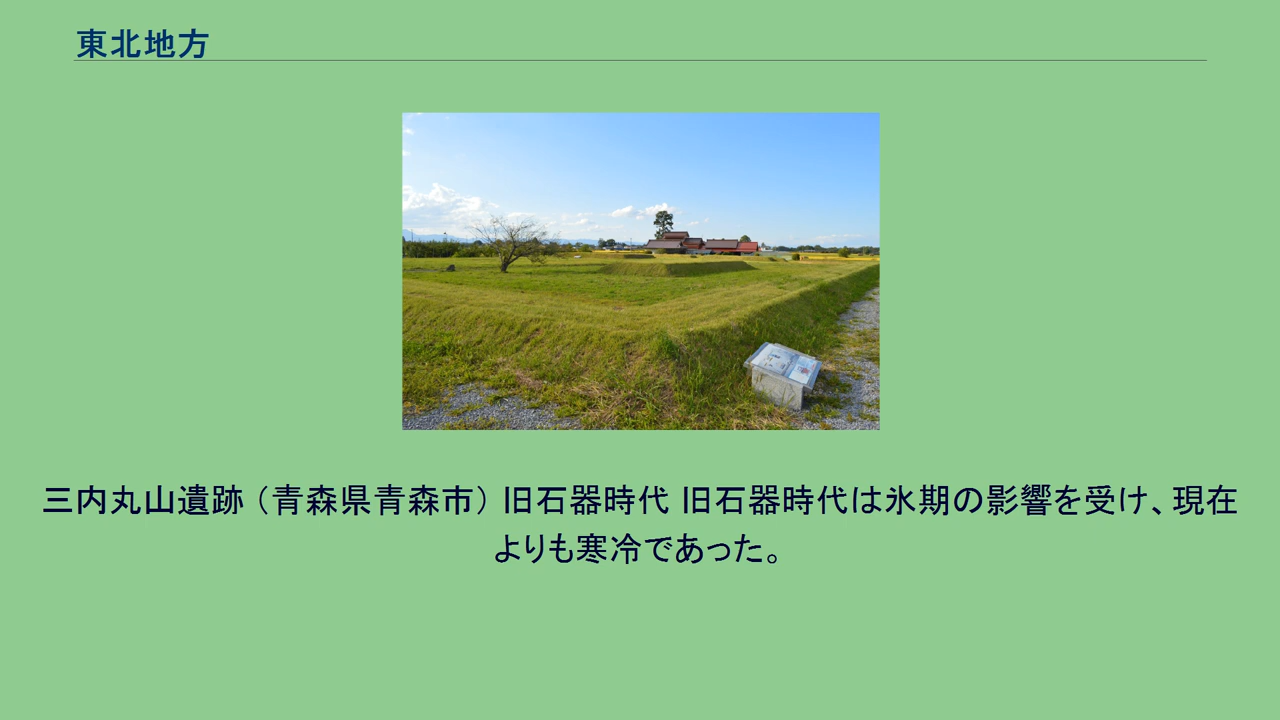 東北地方
三内丸山遺跡（青森県青森市） 旧石器時代 旧石器時代は氷期の影響を受け、現在
よりも寒冷であった。